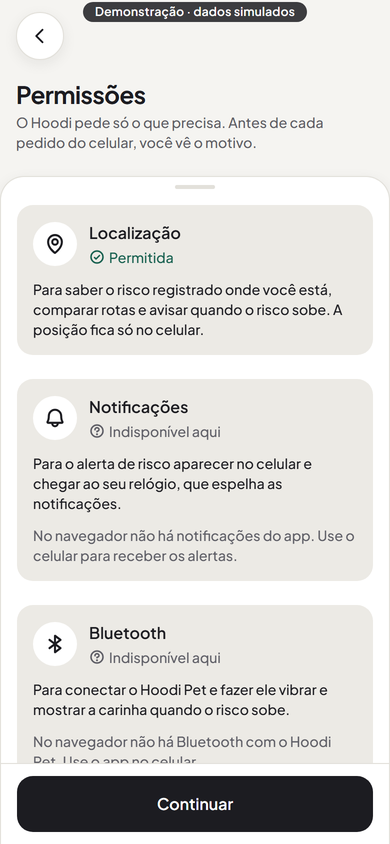 Demonstração · dados simulados
Permissões
O Hoodi pede só o que precisa. Antes de cada
pedido do celular, você vê o motivo.
Localização
Permitida
Para saber o risco registrado onde você está,
comparar rotas e avisar quando o risco sobe. A
posição fica só no celular.
Notificações
Indisponível aqui
Para o alerta de risco aparecer no celular e
chegar ao seu relógio, que espelha as
notificações.
No navegador não há notificações do app. Use o
celular para receber os alertas.
Bluetooth
Indisponível aqui
Para conectar o Hoodi Pet e fazer ele vibrar e
mostrar a carinha quando o risco sobe.
No navegador não há Bluetooth com o Hoodi
Pet. Use o app no celular.
Continuar